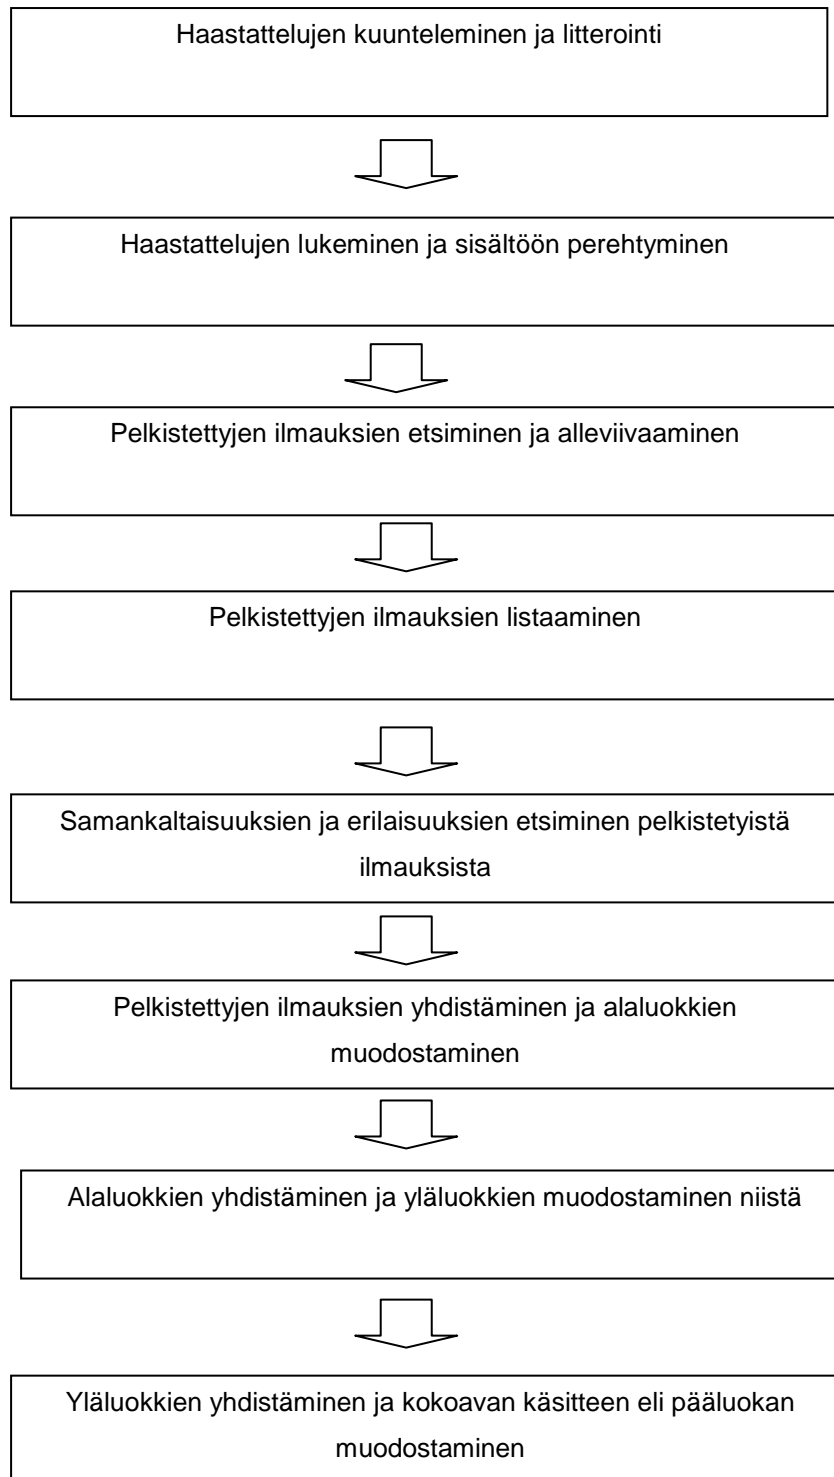 Haastattelujen kuunteleminen ja litterointi
Haastattelujen lukeminen ja sisältöön perehtyminen
Pelkistettyjen ilmauksien etsiminen ja alleviivaaminen
Pelkistettyjen ilmauksien listaaminen
Samankaltaisuuksien ja erilaisuuksien etsiminen pelkistetyistä
ilmauksista
Pelkistettyjen ilmauksien yhdistäminen ja alaluokkien
muodostaminen
Alaluokkien yhdistäminen ja yläluokkien muodostaminen niistä
Yläluokkien yhdistäminen ja kokoavan käsitteen eli pääluokan
muodostaminen